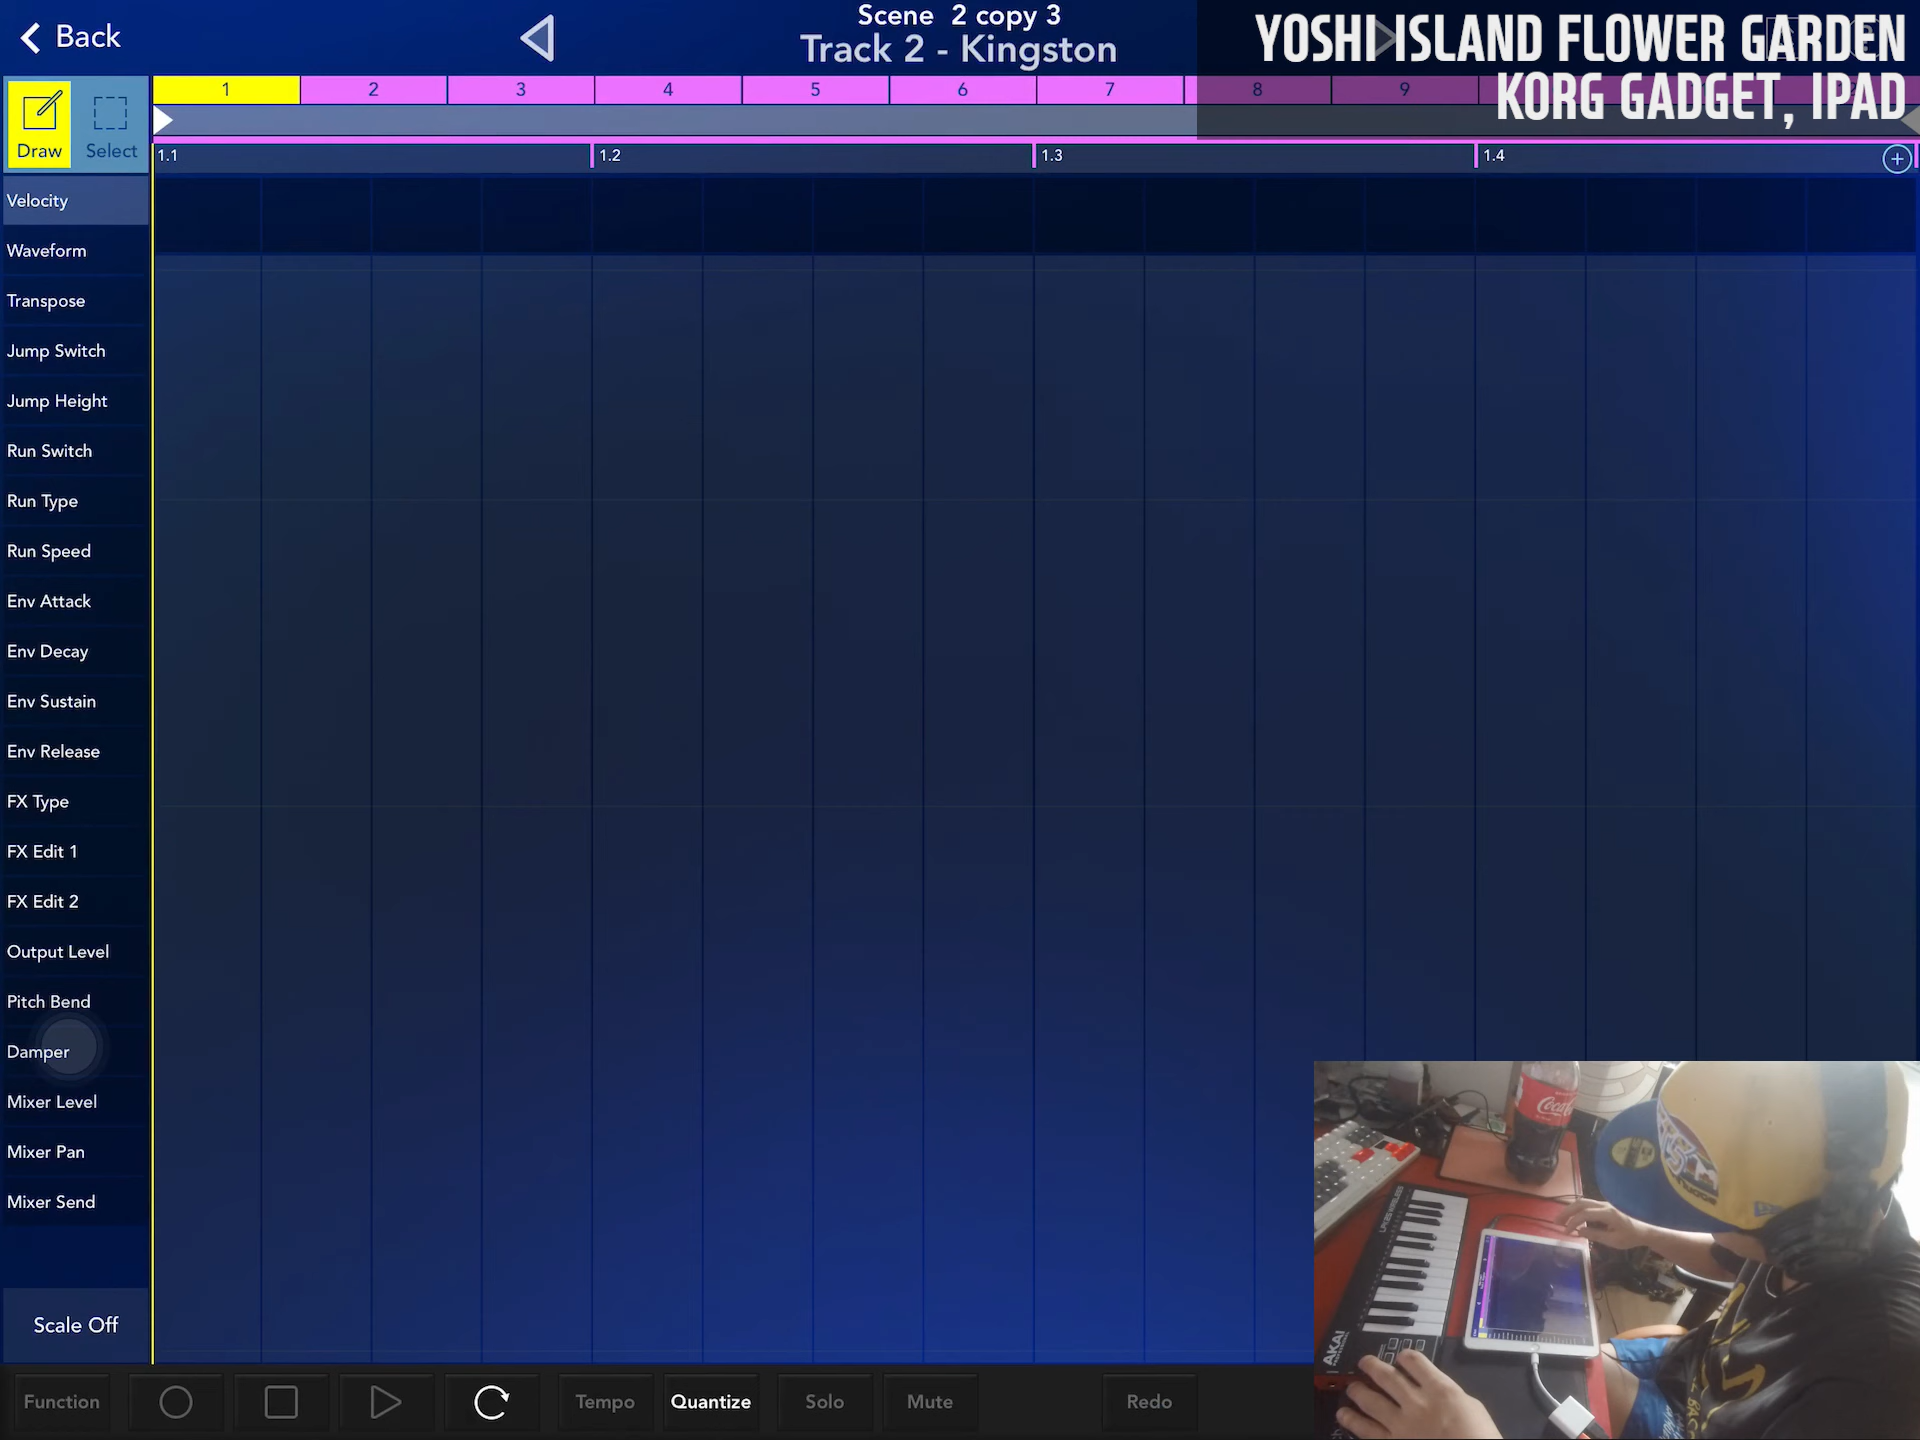 Back
Scene 2 copy 3
Track 2 - Kingston
YOSHI ISLAND FLOWER GARDEN
KORG GADGET, IPAD
1 2 3 4 5 6 7 8 9
Draw
Select
1.1 1.2 1.3 1.4
Velocity
Waveform
Transpose
Jump Switch
Jump Height
Run Switch
Run Type
Run Speed
Env Attack
Env Decay
Env Sustain
Env Release
FX Type
FX Edit 1
FX Edit 2
Output Level
Pitch Bend
Damper
Mixer Level
Mixer Pan
Mixer Send
Scale Off
Function Tempo Quantize Solo Mute Redo
AKAI